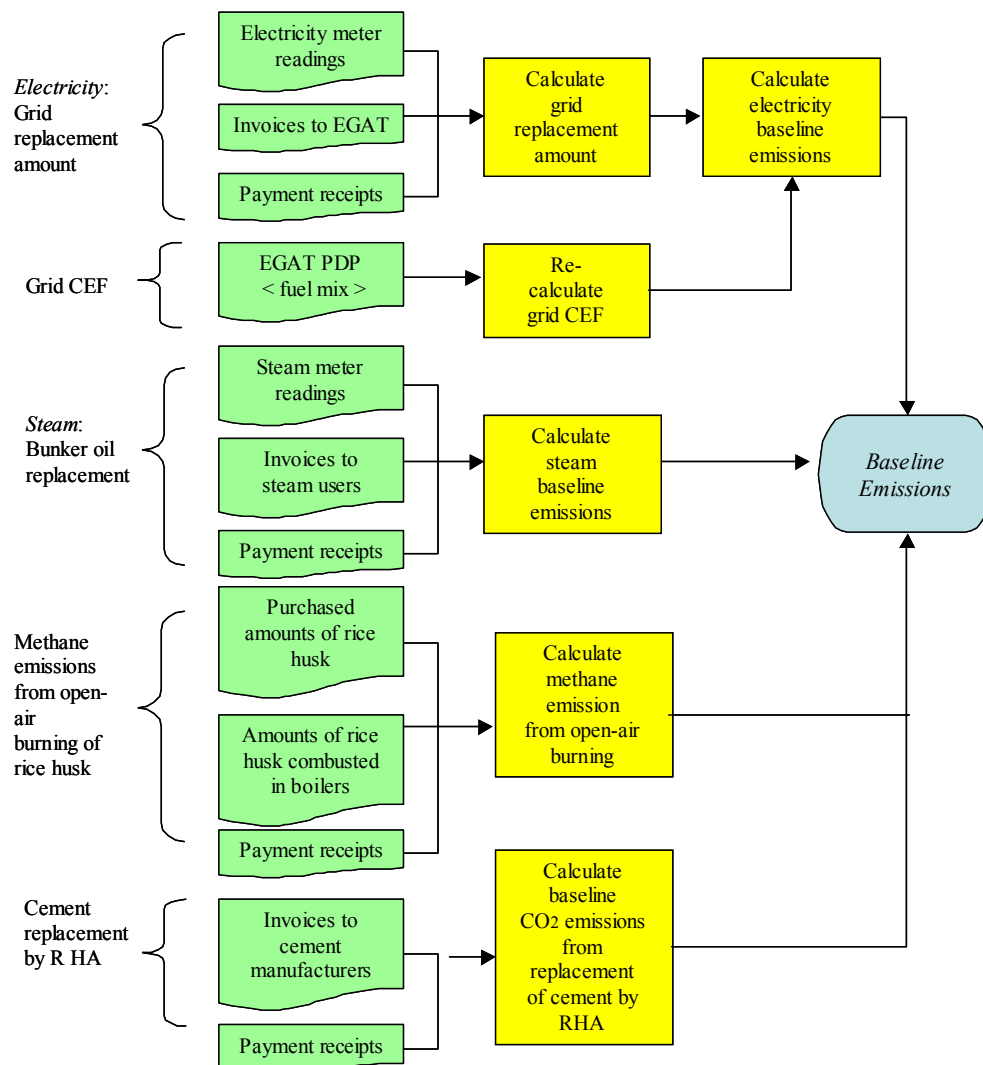 Electricity:
Grid
replacement
amount
Electricity meter
readings
Invoices to EGAT
Payment receipts
Calculate
grid
replacement
amount
Calculate
electricity
baseline
emissions
Grid CEF
EGAT PDP
< fuel mix >
Re-
calculate
grid CEF
Steam:
Bunker oil
replacement
Steam meter
readings
Invoices to
steam users
Payment receipts
Calculate
steam
baseline
emissions
Baseline
Emissions
Methane
emissions
from open-
air
burning of
rice husk
Purchased
amounts of rice
husk
Amounts of rice
husk combusted
in boilers
Payment receipts
Calculate
methane
emission
from open-air
burning
Cement
replacement
by R HA
Invoices to
cement
manufacturers
Payment receipts
Calculate
baseline
CO2 emissions
from
replacement
of cement by
RHA